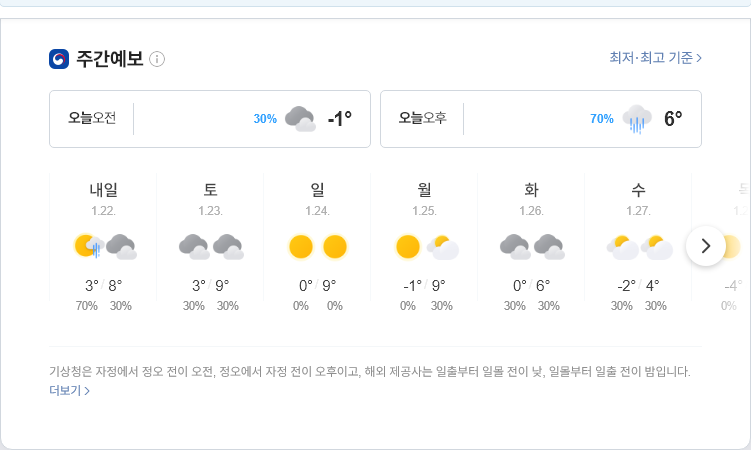 주간예보
최저·최고 기준
오늘오전 30% -1°
오늘오후 70% 6°
내일 토 일 월 화 수
1.22. 1.23. 1.24. 1.25. 1.26. 1.27.
3° / 8° 3° / 9° 0° / 9° -1° / 9° 0° / 6° -2° / 4° -4°
70% 30% 30% 30% 0% 0% 0% 30% 30% 30% 30% 30% 0%
기상청은 자정에서 정오 전이 오전, 정오에서 자정 전이 오후이고, 해외 제공사는 일출부터 일몰 전이 낮, 일몰부터 일출 전이 밤입니다.
더보기